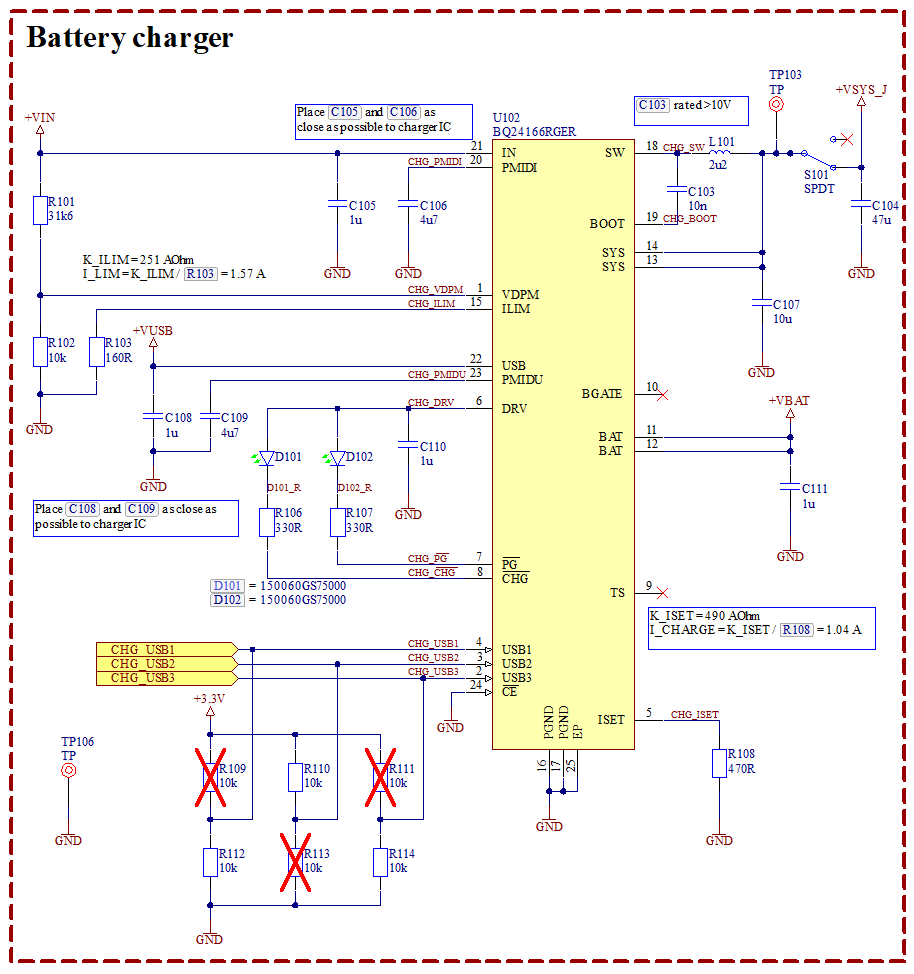 Battery charger
TP103
TP
+VSYS_J
+VIN
Place C105 and C106 as
close as possible to charger IC
C103 rated >10V
U102
BQ24166RGER
21 IN
CHG_PMIDI 20 PMIDI
SW 18 CHG_SW
L101
2u2
S101
SPDT
R101
31k6
C105
1u
C106
4u7
C103
10n
C104
47u
BOOT 19 CHG_BOOT
SYS 14
SYS 13
GND
GND
GND
K_ILIM = 251 AOhm
I_LIM = K_ILIM / R103 = 1.57 A
CHG_VDPM 1 VDPM
CHG_ILIM 15 ILIM
C107
10u
+VUSB
R102
10k
R103
160R
22 USB
CHG_PMIDU 23 PMIDU
GND
BGATE 10
CHG_DRV 6 DRV
+VBAT
C108
1u
C109
4u7
GND
BAT 11
BAT 12
C110
1u
D101
D102
GND
D101_R
D102_R
C111
1u
Place C108 and C109 as close as
possible to charger IC
R106
330R
R107
330R
GND
GND
CHG_PG 7 PG
CHG_CHG 8 CHG
D101 = 150060GS75000
D102 = 150060GS75000
TS 9
K_ISET = 490 AOhm
I_CHARGE = K_ISET / R108 = 1.04 A
CHG_USB1 CHG_USB1 4 USB1
CHG_USB2 CHG_USB2 3 USB2
CHG_USB3 CHG_USB3 2 USB3
24 CE
+3.3V
GND
PGND
PGND
EP
16
17
25
ISET 5 CHG_ISET
TP106
TP
R109
10k
R110
10k
R111
10k
R108
470R
GND
GND
GND
R112
10k
R113
10k
R114
10k
GND